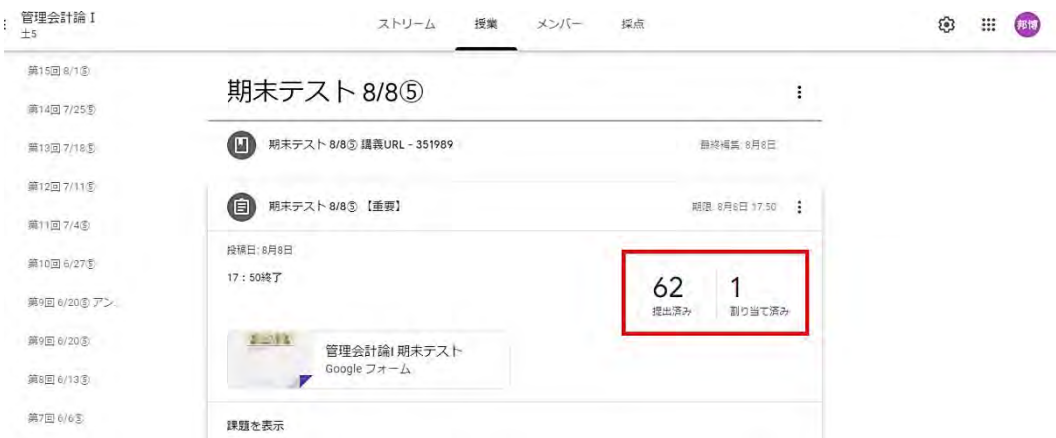 管理会計論 I
土5
ストリーム
授業
メンバー
採点
邦博
第15回 8/1⑤
第14回 7/25⑤
第13回 7/18⑤
第12回 7/11⑤
第11回 7/4⑤
第10回 6/27⑤
第9回 6/20⑤ アン...
第9回 6/20⑤
第8回 6/13⑤
第7回 6/6⑤
期末テスト 8/8⑤
期末テスト 8/8⑤ 講義URL - 351989
最終編集: 8月8日
期末テスト 8/8⑤ 【重要】
期限: 8月8日 17:50
投稿日: 8月8日
17：50終了
62
提出済み
1
割り当て済み
管理会計論I 期末テスト
Google フォーム
課題を表示